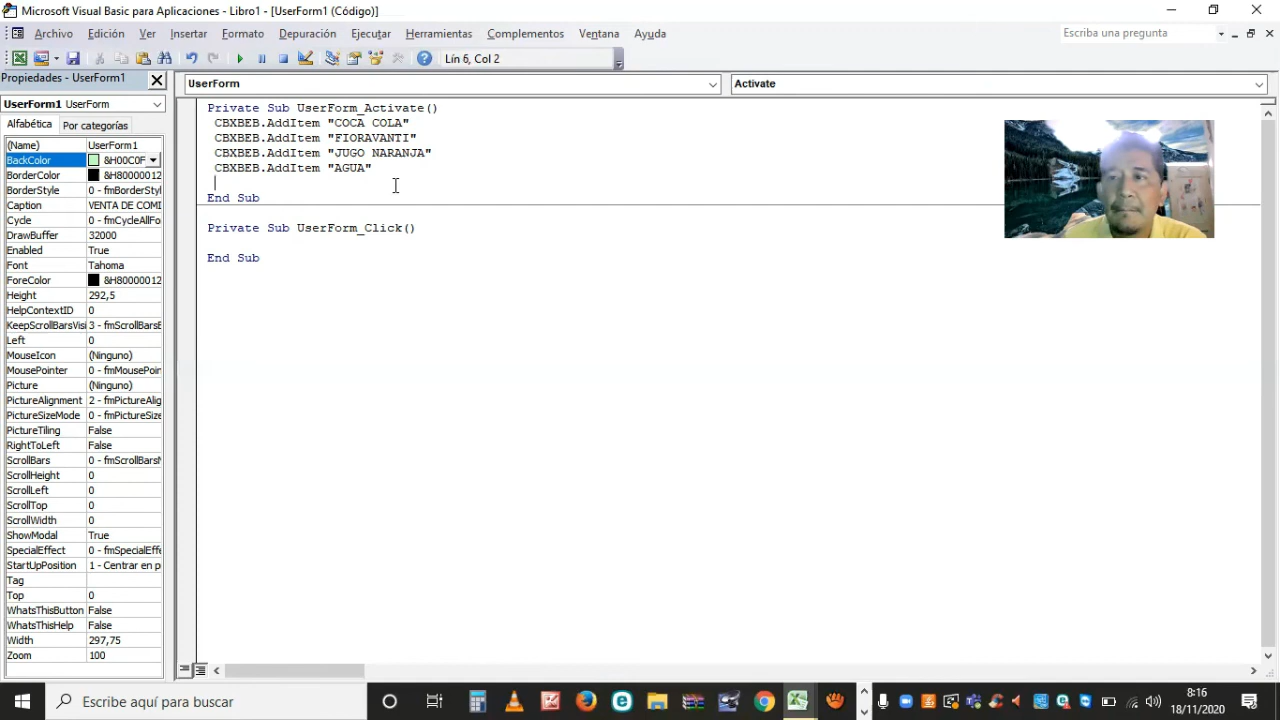 Microsoft Visual Basic para Aplicaciones - Libro1 - [UserForm1 (Código)]
Archivo Edición Ver Insertar Formato Depuración Ejecutar Herramientas Complementos Ventana Ayuda
Escriba una pregunta
Lín 6, Col 2
Propiedades - UserForm1
UserForm1 UserForm
Alfabética Por categorías
(Name) UserForm1
BackColor &H00C0F
BorderColor &H80000012
BorderStyle 0 - fmBorderStyl
Caption VENTA DE COMI
Cycle 0 - fmCycleAllFo
DrawBuffer 32000
Enabled True
Font Tahoma
ForeColor &H80000012
Height 292,5
HelpContextID 0
KeepScrollBarsVisi 3 - fmScrollBarsB
Left 0
MouseIcon (Ninguno)
MousePointer 0 - fmMousePoin
Picture (Ninguno)
PictureAlignment 2 - fmPictureAlig
PictureSizeMode 0 - fmPictureSize
PictureTiling False
RightToLeft False
ScrollBars 0 - fmScrollBarsN
ScrollHeight 0
ScrollLeft 0
ScrollTop 0
ScrollWidth 0
ShowModal True
SpecialEffect 0 - fmSpecialEffe
StartUpPosition 1 - Centrar en p
Tag
Top 0
WhatsThisButton False
WhatsThisHelp False
Width 297,75
Zoom 100
UserForm
Activate
Private Sub UserForm_Activate()
CBXBEB.AddItem "COCA COLA"
CBXBEB.AddItem "FIORAVANTI"
CBXBEB.AddItem "JUGO NARANJA"
CBXBEB.AddItem "AGUA"
End Sub
Private Sub UserForm_Click()
End Sub
Escribe aquí para buscar
8:16
18/11/2020